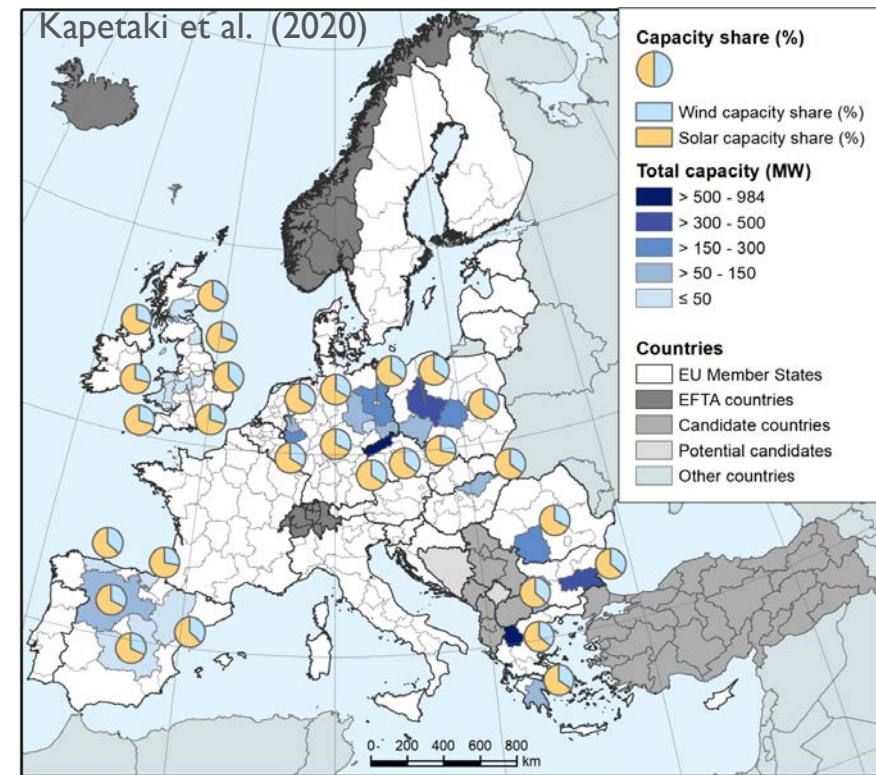 Kapetaki et al. (2020)
Capacity share (%)
Wind capacity share (%)
Solar capacity share (%)
Total capacity (MW)
> 500 - 984
> 300 - 500
> 150 - 300
> 50 - 150
≤ 50
Countries
EU Member States
EFTA countries
Candidate countries
Potential candidates
Other countries
0 200 400 600 800
km